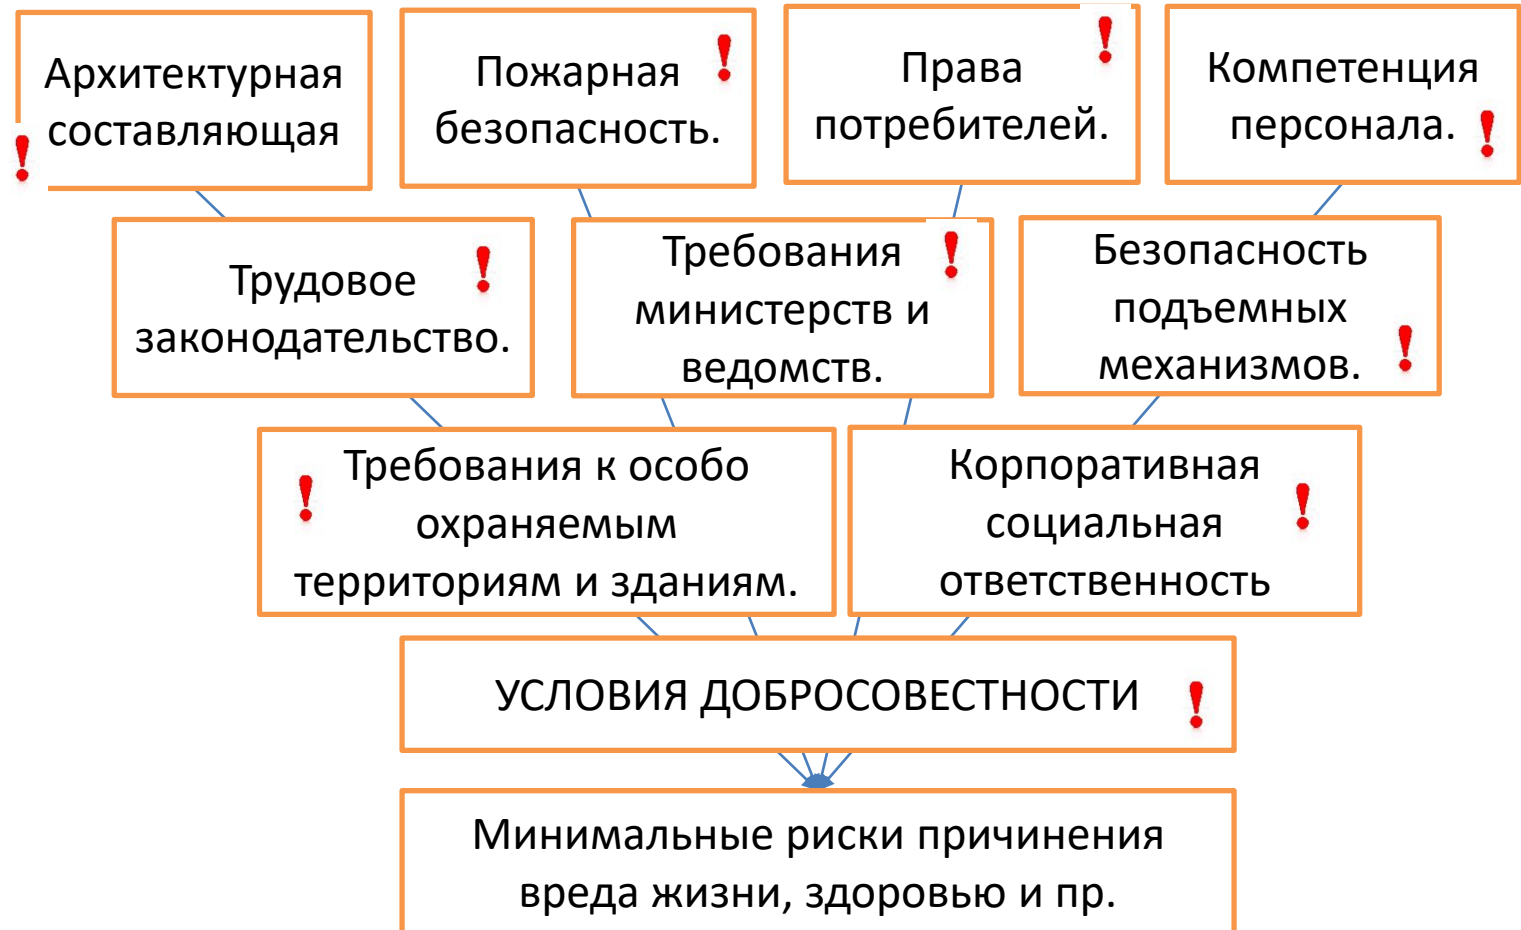 Архитектурная
составляющая
Пожарная
безопасность.
Права
потребителей.
Компетенция
персонала.
Трудовое
законодательство.
Требования
министерств и
ведомств.
Безопасность
подъемных
механизмов.
Требования к особо
охраняемым
территориям и зданиям.
Корпоративная
социальная
ответственность
УСЛОВИЯ ДОБРОСОВЕСТНОСТИ
Минимальные риски причинения
вреда жизни, здоровью и пр.